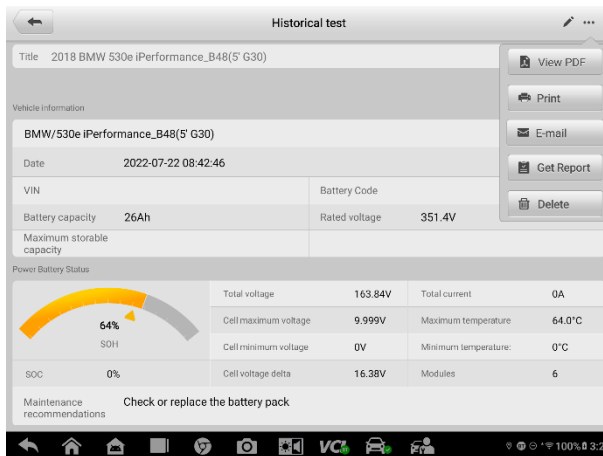 Historical test
Title 2018 BMW 530e iPerformance_B48(5' G30)
View PDF
Print
E-mail
Get Report
Delete
Vehicle information
BMW/530e iPerformance_B48(5' G30)
Date 2022-07-22 08:42:46
VIN Battery Code
Battery capacity 26Ah Rated voltage 351.4V
Maximum storable
capacity
Power Battery Status
64%
SOH
Total voltage 163.84V Total current 0A
Cell maximum voltage 9.999V Maximum temperature 64.0°C
Cell minimum voltage 0V Minimum temperature: 0°C
SOC 0% Cell voltage delta 16.38V Modules 6
Maintenance
recommendations
Check or replace the battery pack
VCI
100%